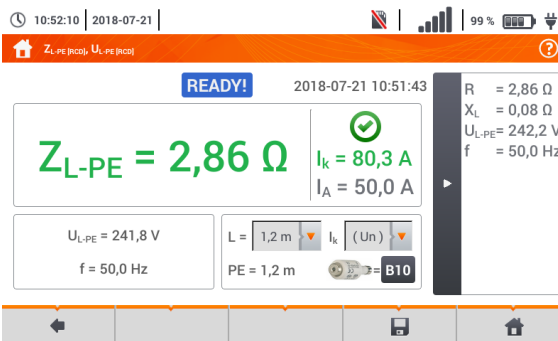 10:52:10 2018-07-21 99 %
ZL-PE [RCD], UL-PE [RCD] ?
READY! 2018-07-21 10:51:43
ZL-PE = 2,86 Ω
Ik = 80,3 A
IA = 50,0 A
R = 2,86 Ω
XL = 0,08 Ω
UL-PE= 242,2 V
f = 50,0 Hz
UL-PE = 241,8 V
f = 50,0 Hz
L = 1,2 m Ik (Un)
PE = 1,2 m = B10